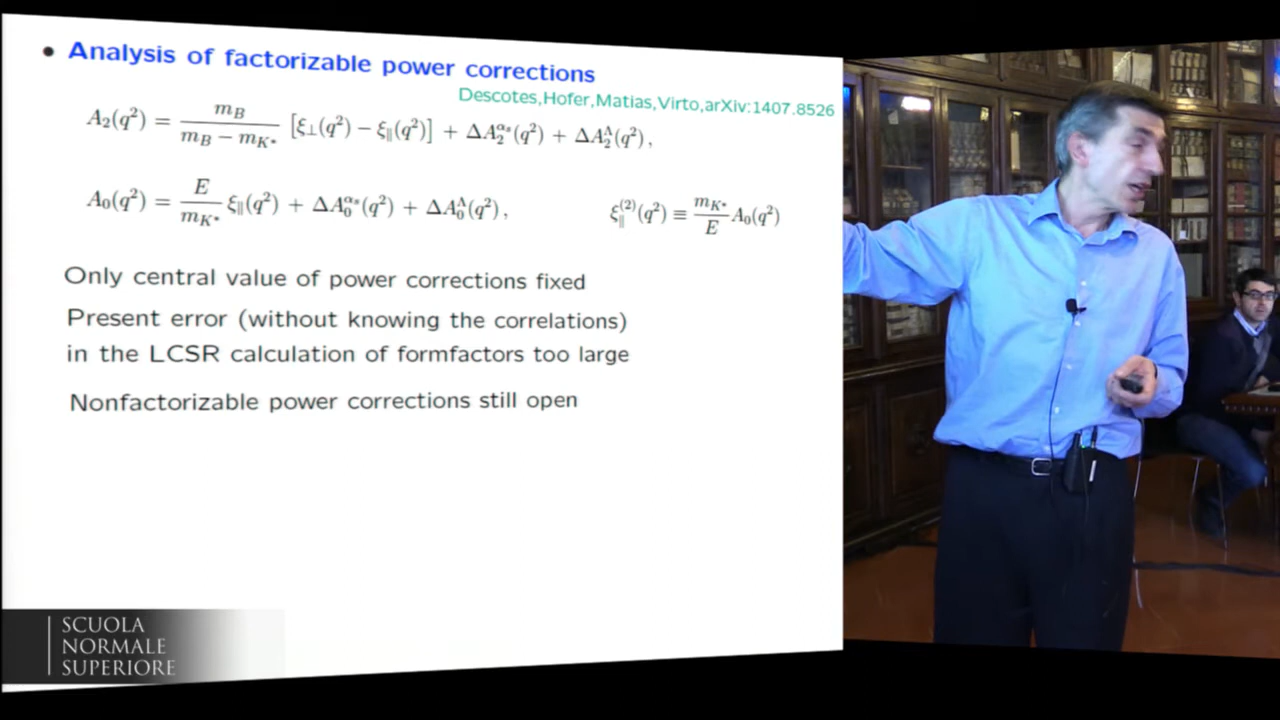 • Analysis of factorizable power corrections
Descotes,Hofer,Matias,Virto,arXiv:1407.8526
A₂(q²) = m_B / (m_B − m_K*) [ξ⊥(q²) − ξ∥(q²)] + ΔA₂^αs(q²) + ΔA₂^Λ(q²),
A₀(q²) = E / m_K* ξ∥(q²) + ΔA₀^αs(q²) + ΔA₀^Λ(q²), ξ∥^(2)(q²) ≡ m_K* / E A₀(q²)
Only central value of power corrections fixed
Present error (without knowing the correlations)
in the LCSR calculation of formfactors too large
Nonfactorizable power corrections still open
SCUOLA
NORMALE
SUPERIORE